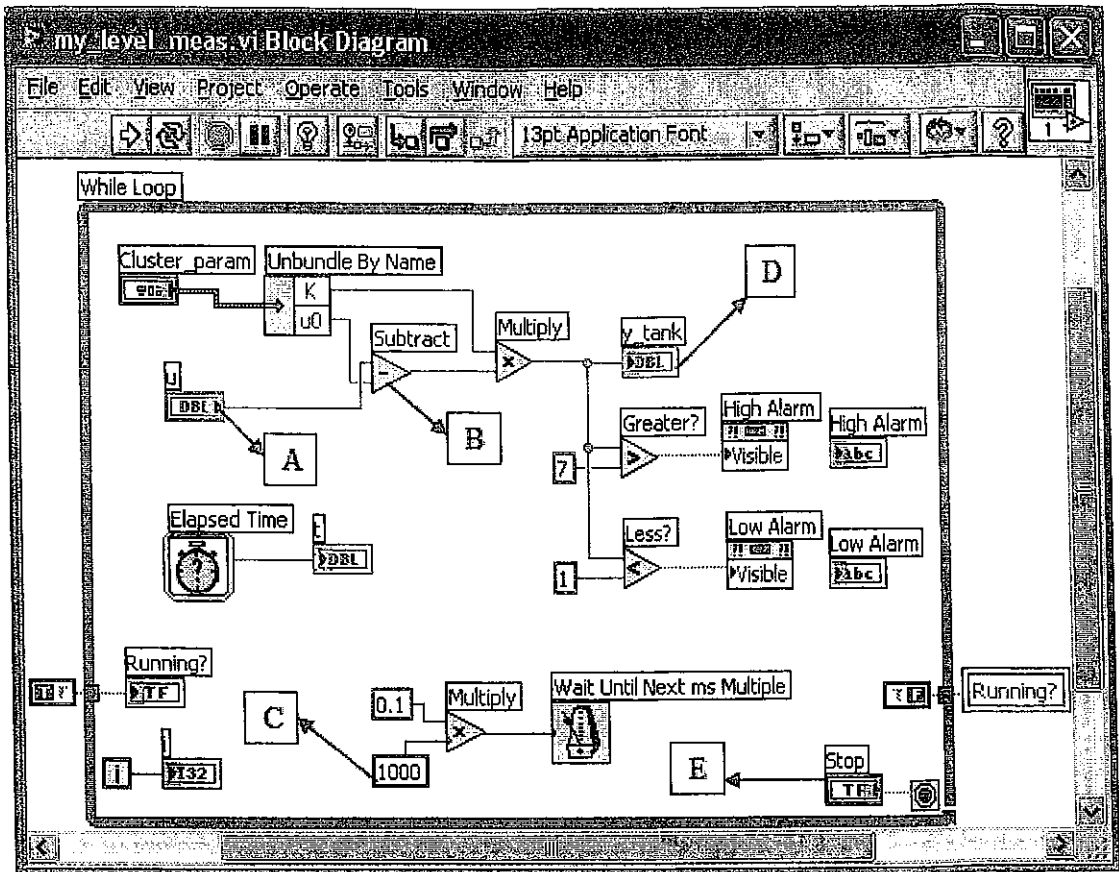 my_level_meas.vi Block Diagram
File Edit View Project Operate Tools Window Help
1
13pt Application Font
While Loop
Cluster_param
Unbundle By Name
K
u0
Subtract
Multiply
y_tank
DBL
D
u
DBL
A
B
Greater?
7
High Alarm
Visible
High Alarm
abc
Elapsed Time
t
DBL
Less?
1
Low Alarm
Visible
Low Alarm
abc
Running?
TF
T
C
0.1
1000
Multiply
Wait Until Next ms Multiple
F
Running?
i
I32
E
Stop
TF